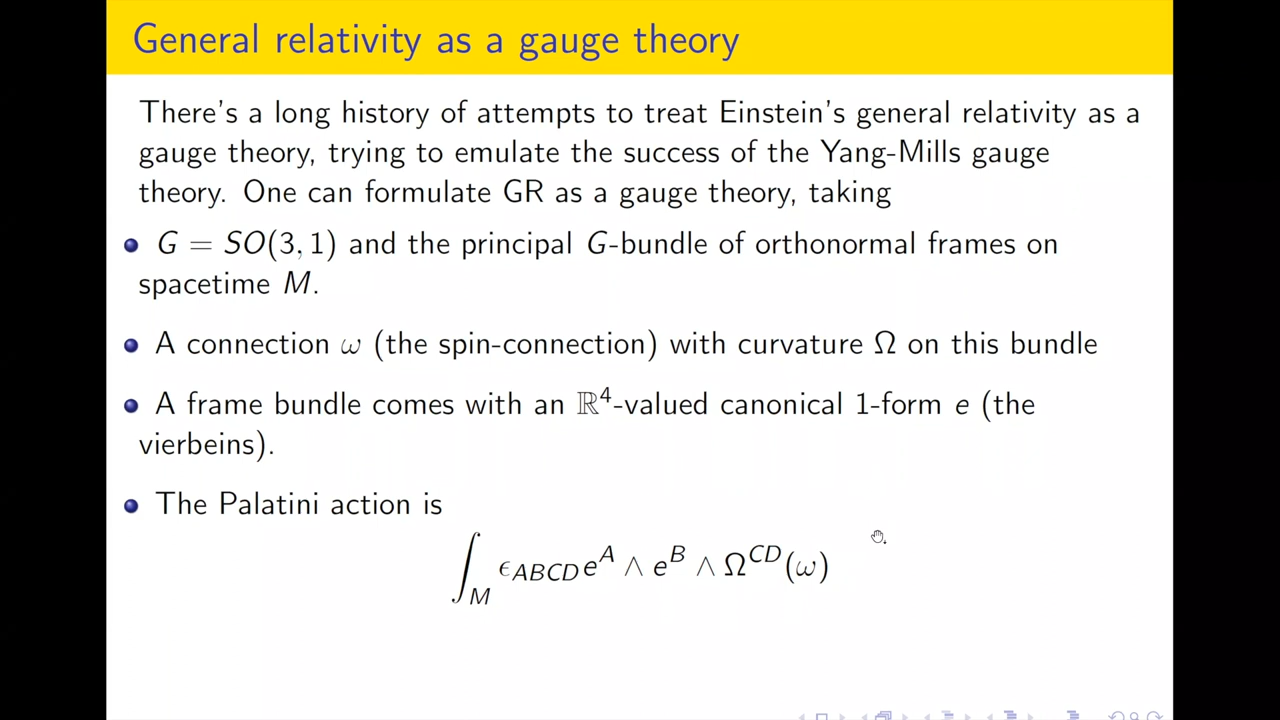 General relativity as a gauge theory
There's a long history of attempts to treat Einstein's general relativity as a
gauge theory, trying to emulate the success of the Yang-Mills gauge
theory. One can formulate GR as a gauge theory, taking
G = SO(3, 1) and the principal G-bundle of orthonormal frames on
spacetime M.
A connection ω (the spin-connection) with curvature Ω on this bundle
A frame bundle comes with an ℝ⁴-valued canonical 1-form e (the
vierbeins).
The Palatini action is
∫_M ϵ_{ABCD} e^A ∧ e^B ∧ Ω^{CD}(ω)